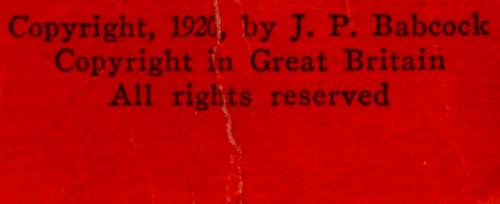 Copyright, 1920, by J. P. Babcock
Copyright in Great Britain
All rights reserved